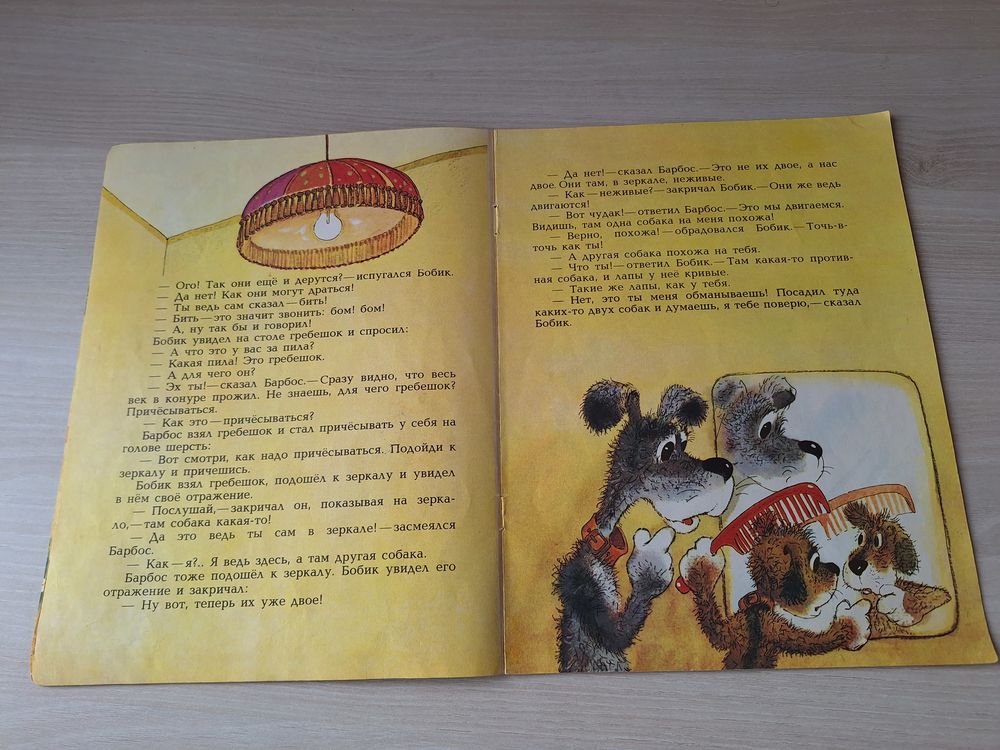 — Ого! Так они ещё и дерутся?—испугался Бобик.
— Да нет! Как они могут драться!
— Ты ведь сам сказал—бить!
— Бить—это значит звонить: бом! бом!
— А, ну так бы и говорил!
Бобик увидел на столе гребешок и спросил:
— А что это у вас за пила?
— Какая пила! Это гребешок.
— А для чего он?
— Эх ты!—сказал Барбос.—Сразу видно, что весь
век в конуре прожил. Не знаешь, для чего гребешок?
Причёсываться.
— Как это—причёсываться?
Барбос взял гребешок и стал причёсывать у себя на
голове шерсть:
— Вот смотри, как надо причёсываться. Подойди к
зеркалу и причешись.
Бобик взял гребешок, подошёл к зеркалу и увидел
в нём своё отражение.
— Послушай,—закричал он, показывая на зерка-
ло,—там собака какая-то!
— Да это ведь ты сам в зеркале!—засмеялся
Барбос.
— Как—я?.. Я ведь здесь, а там другая собака.
Барбос тоже подошёл к зеркалу. Бобик увидел его
отражение и закричал:
— Ну вот, теперь их уже двое!
— Да нет!—сказал Барбос.—Это не их двое, а нас
двое. Они там, в зеркале, неживые.
— Как—неживые?—закричал Бобик.—Они же ведь
двигаются!
— Вот чудак!—ответил Барбос.—Это мы двигаемся.
Видишь, там одна собака на меня похожа!
— Верно, похожа!—обрадовался Бобик.—Точь-в-
точь как ты!
— А другая собака похожа на тебя.
— Что ты!—ответил Бобик.—Там какая-то против-
ная собака, и лапы у неё кривые.
— Такие же лапы, как у тебя.
— Нет, это ты меня обманываешь! Посадил туда
каких-то двух собак и думаешь, я тебе поверю,—сказал
Бобик.